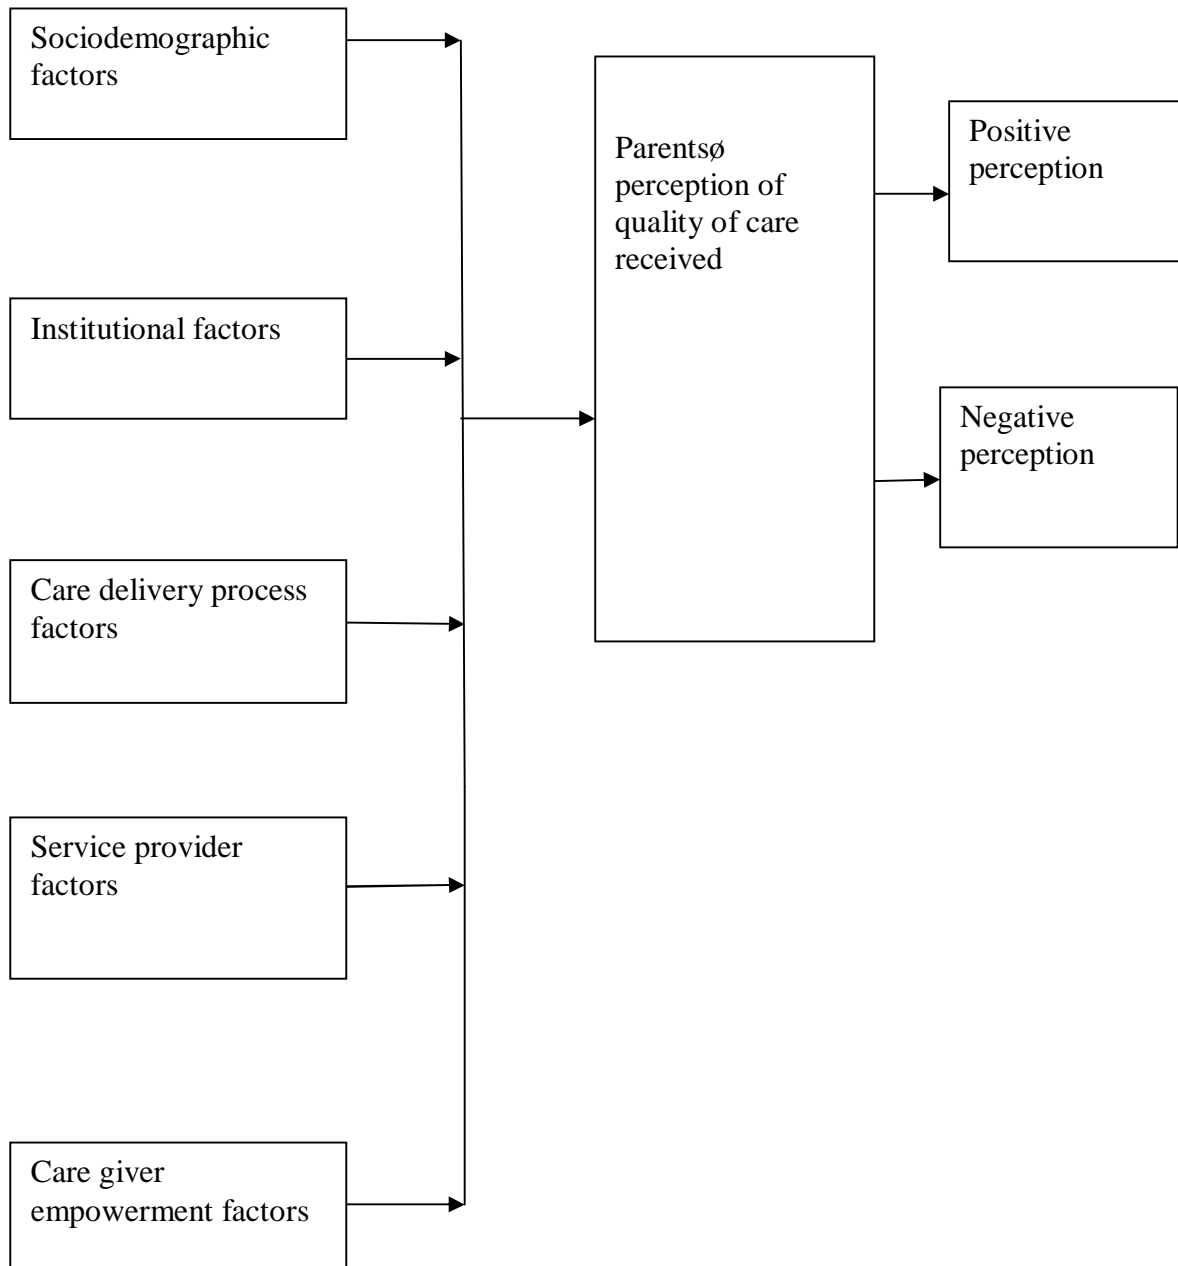 Sociodemographic
factors
Institutional factors
Care delivery process
factors
Service provider
factors
Care giver
empowerment factors
Parentsø
perception of
quality of care
received
Positive
perception
Negative
perception